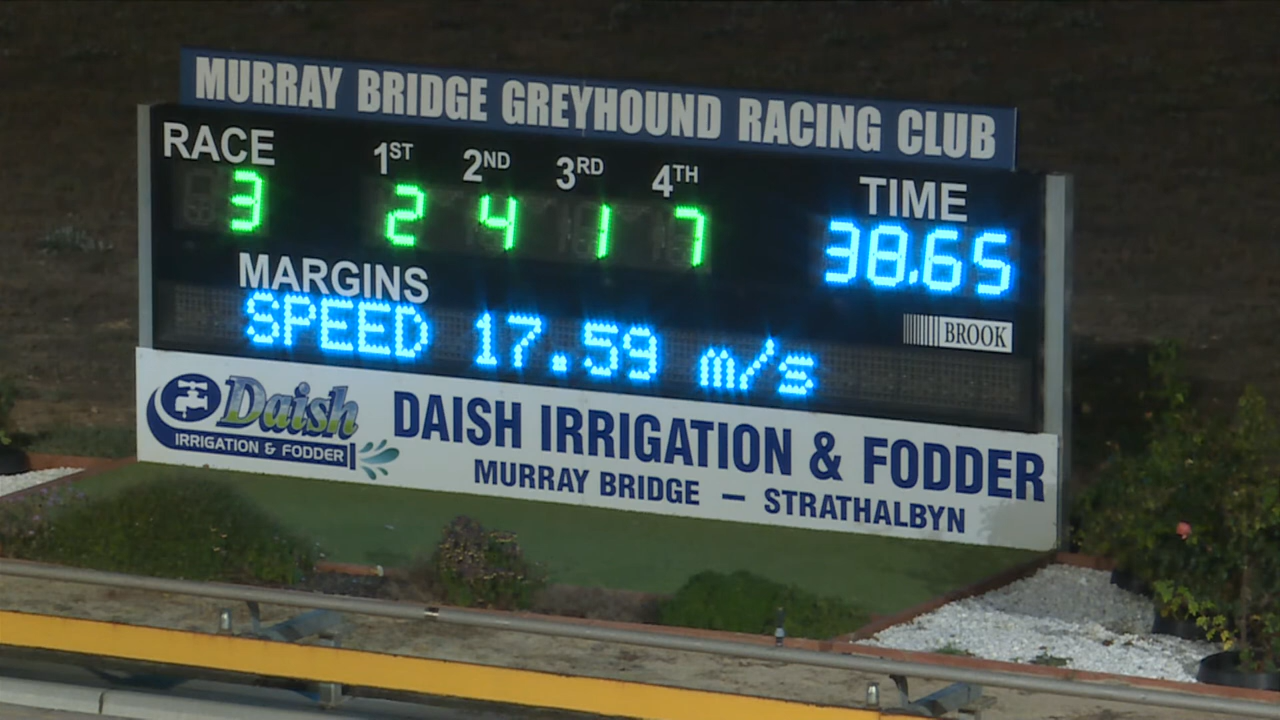 MURRAY BRIDGE GREYHOUND RACING CLUB
RACE 1ST 2ND 3RD 4TH TIME
3 2 4 1 7 38.65
MARGINS
SPEED 17.59 m/s
BROOK
Daish
IRRIGATION & FODDER
DAISH IRRIGATION & FODDER
MURRAY BRIDGE – STRATHALBYN